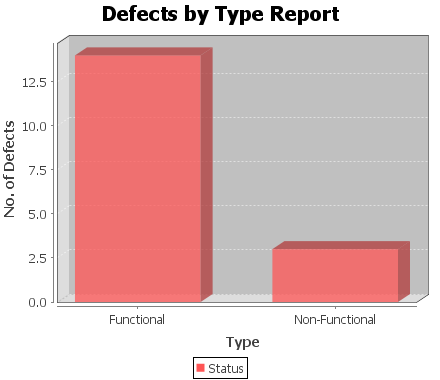 Defects by Type Report
No. of Defects
12.5
10.0
7.5
5.0
2.5
0.0
Functional
Non-Functional
Type
Status